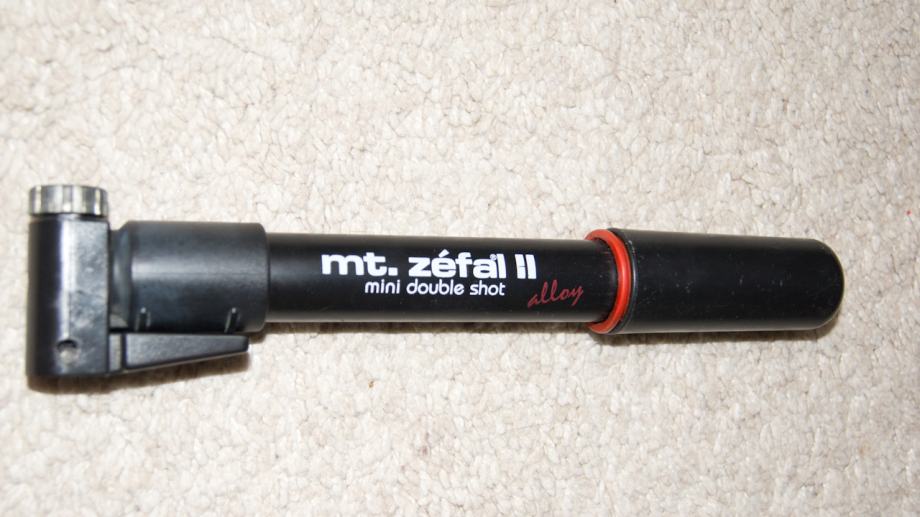 mt. zéfal II
mini double shot
alloy